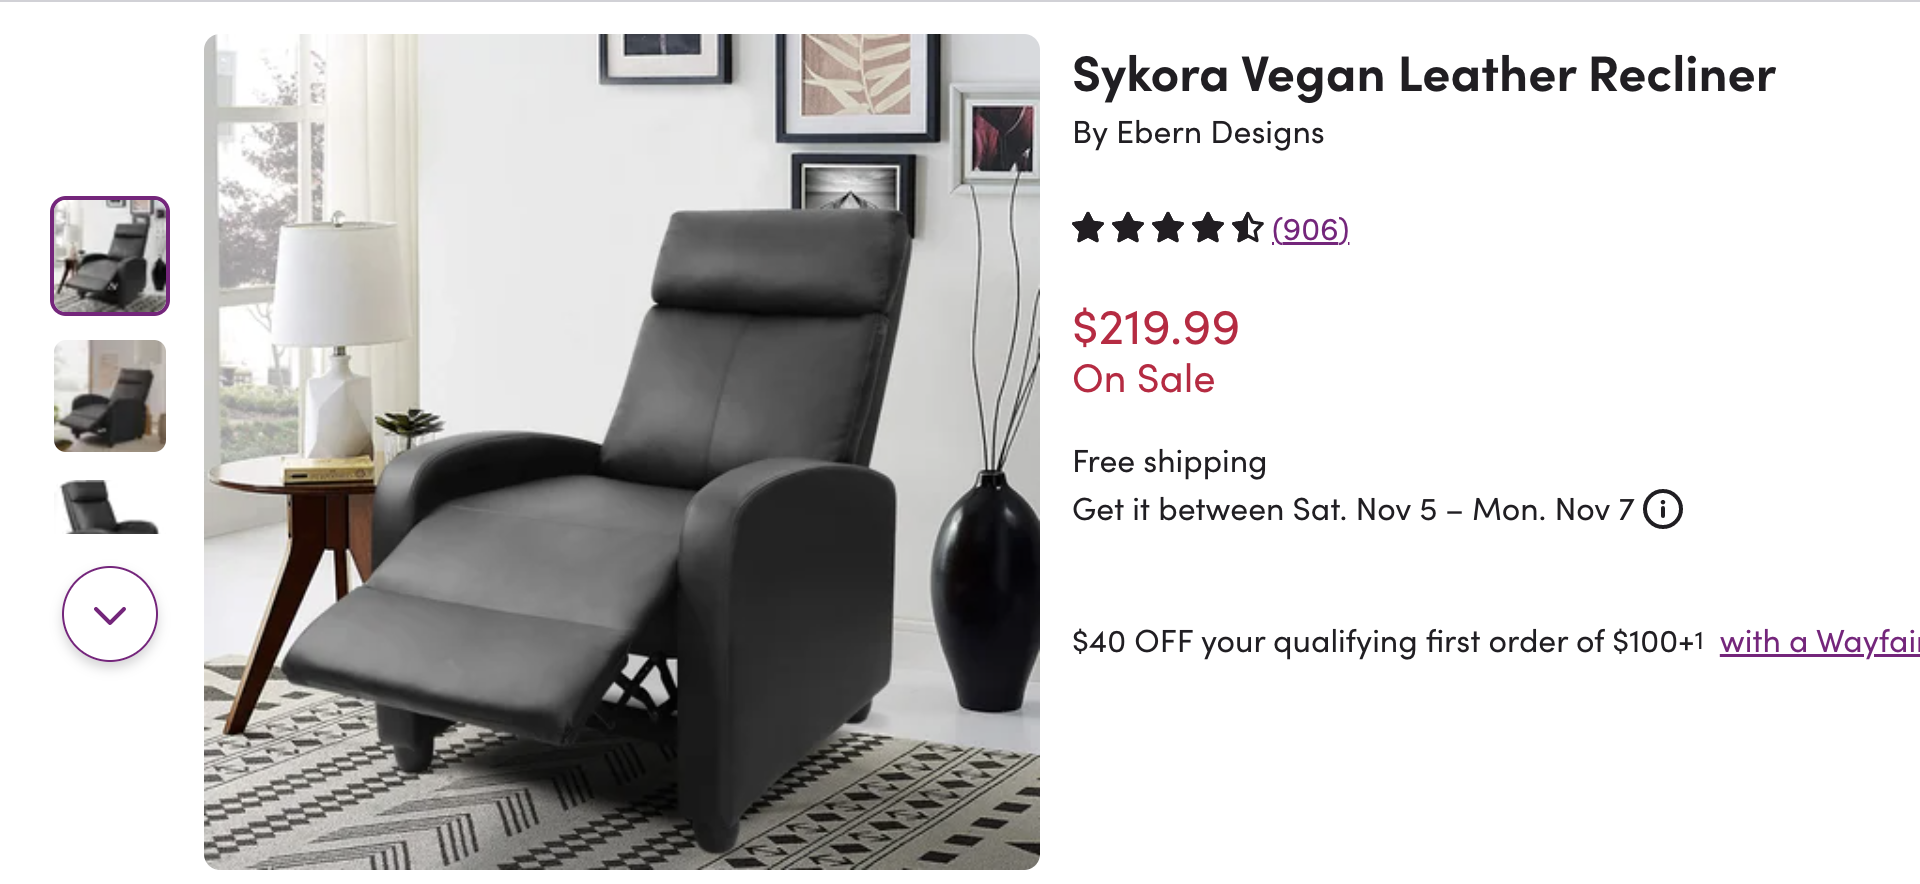 Sykora Vegan Leather Recliner
By Ebern Designs
(906)
$219.99
On Sale
Free shipping
Get it between Sat. Nov 5 – Mon. Nov 7
$40 OFF your qualifying first order of $100+1 with a Wayfair